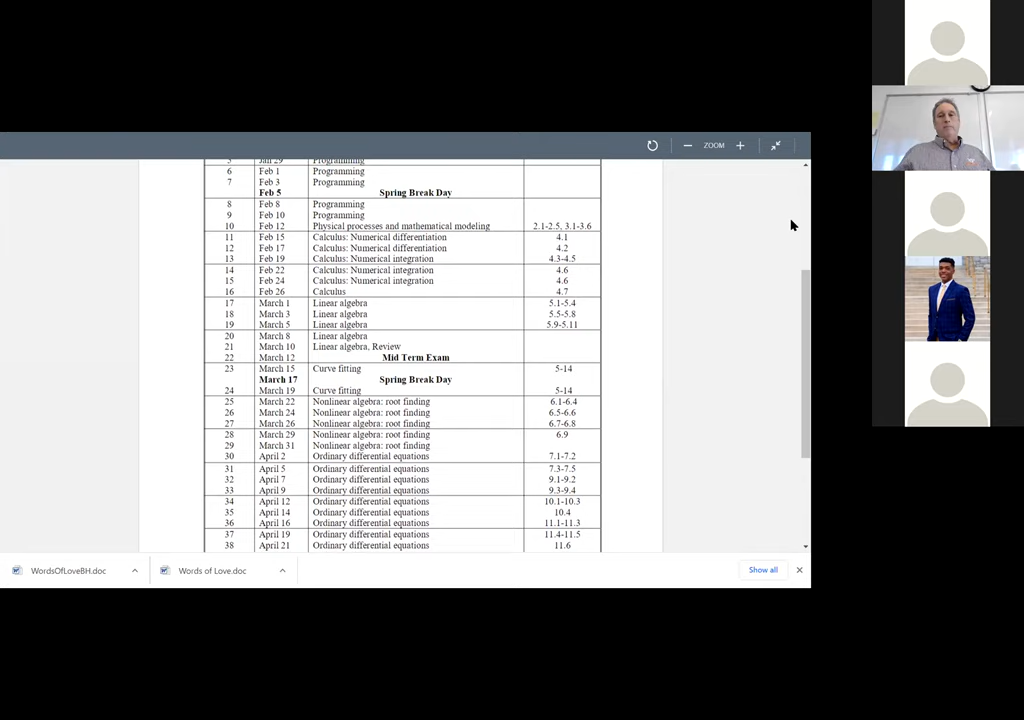 ZOOM
5 Jan 29 Programming
6 Feb 1 Programming
7 Feb 3 Programming
Feb 5 Spring Break Day
8 Feb 8 Programming
9 Feb 10 Programming
10 Feb 12 Physical processes and mathematical modeling 2.1-2.5, 3.1-3.6
11 Feb 15 Calculus: Numerical differentiation 4.1
12 Feb 17 Calculus: Numerical differentiation 4.2
13 Feb 19 Calculus: Numerical integration 4.3-4.5
14 Feb 22 Calculus: Numerical integration 4.6
15 Feb 24 Calculus: Numerical integration 4.6
16 Feb 26 Calculus 4.7
17 March 1 Linear algebra 5.1-5.4
18 March 3 Linear algebra 5.5-5.8
19 March 5 Linear algebra 5.9-5.11
20 March 8 Linear algebra
21 March 10 Linear algebra, Review
22 March 12 Mid Term Exam
23 March 15 Curve fitting 5-14
March 17 Spring Break Day
24 March 19 Curve fitting 5-14
25 March 22 Nonlinear algebra: root finding 6.1-6.4
26 March 24 Nonlinear algebra: root finding 6.5-6.6
27 March 26 Nonlinear algebra: root finding 6.7-6.8
28 March 29 Nonlinear algebra: root finding 6.9
29 March 31 Nonlinear algebra: root finding
30 April 2 Ordinary differential equations 7.1-7.2
31 April 5 Ordinary differential equations 7.3-7.5
32 April 7 Ordinary differential equations 9.1-9.2
33 April 9 Ordinary differential equations 9.3-9.4
34 April 12 Ordinary differential equations 10.1-10.3
35 April 14 Ordinary differential equations 10.4
36 April 16 Ordinary differential equations 11.1-11.3
37 April 19 Ordinary differential equations 11.4-11.5
38 April 21 Ordinary differential equations 11.6
WordsOfLoveBH.doc Words of Love.doc Show all